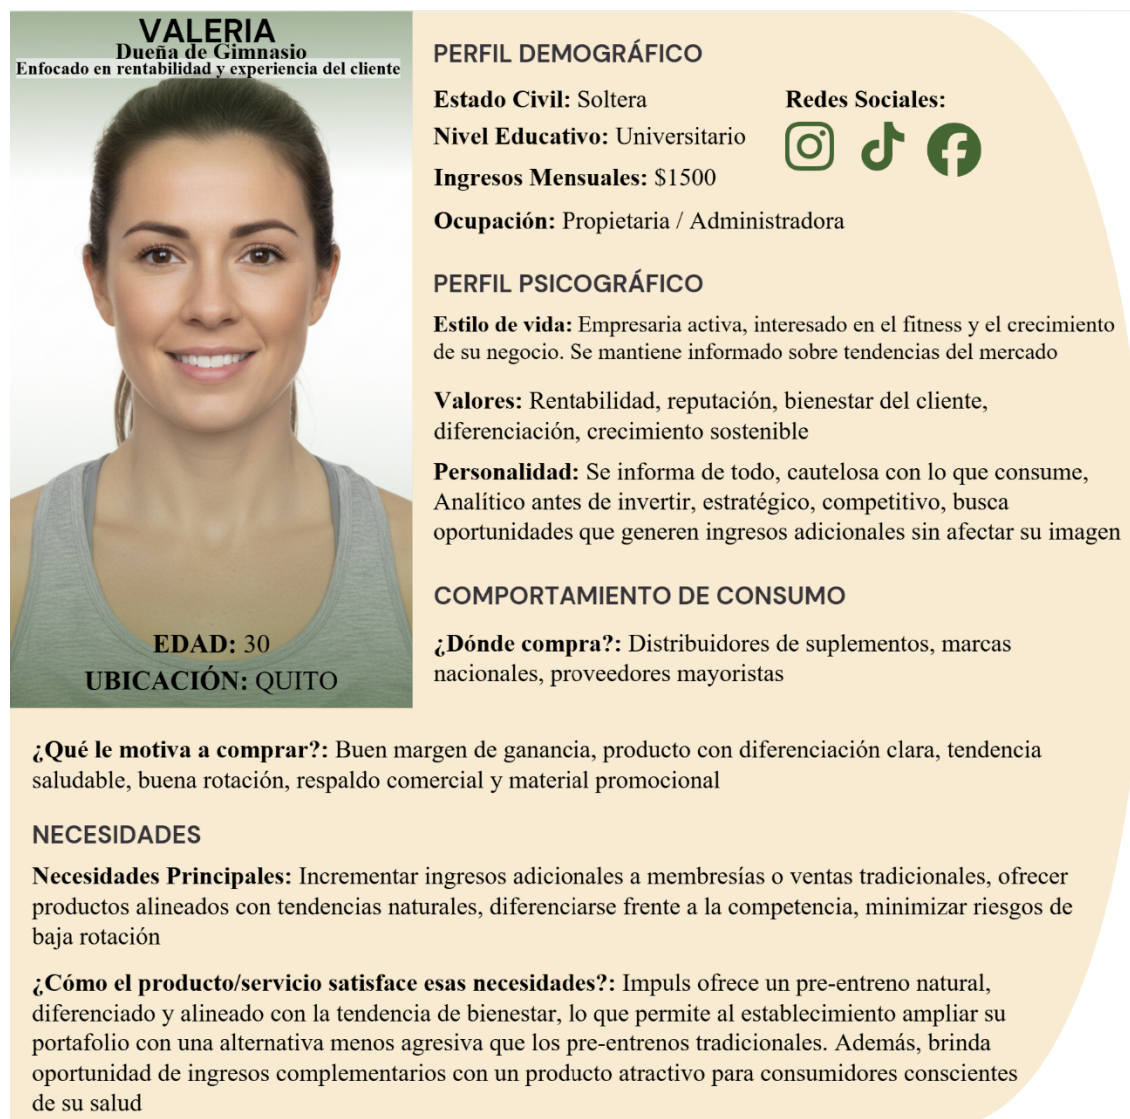 VALERIA
Dueña de Gimnasio
Enfocado en rentabilidad y experiencia del cliente
EDAD: 30
UBICACIÓN: QUITO
PERFIL DEMOGRÁFICO
Estado Civil: Soltera
Nivel Educativo: Universitario
Ingresos Mensuales: $1500
Ocupación: Propietaria / Administradora
Redes Sociales:
PERFIL PSICOGRÁFICO
Estilo de vida: Empresaria activa, interesado en el fitness y el crecimiento
de su negocio. Se mantiene informado sobre tendencias del mercado
Valores: Rentabilidad, reputación, bienestar del cliente,
diferenciación, crecimiento sostenible
Personalidad: Se informa de todo, cautelosa con lo que consume,
Analítico antes de invertir, estratégico, competitivo, busca
oportunidades que generen ingresos adicionales sin afectar su imagen
COMPORTAMIENTO DE CONSUMO
¿Dónde compra?: Distribuidores de suplementos, marcas
nacionales, proveedores mayoristas
¿Qué le motiva a comprar?: Buen margen de ganancia, producto con diferenciación clara, tendencia
saludable, buena rotación, respaldo comercial y material promocional
NECESIDADES
Necesidades Principales: Incrementar ingresos adicionales a membresías o ventas tradicionales, ofrecer
productos alineados con tendencias naturales, diferenciarse frente a la competencia, minimizar riesgos de
baja rotación
¿Cómo el producto/servicio satisface esas necesidades?: Impuls ofrece un pre-entreno natural,
diferenciado y alineado con la tendencia de bienestar, lo que permite al establecimiento ampliar su
portafolio con una alternativa menos agresiva que los pre-entrenos tradicionales. Además, brinda
oportunidad de ingresos complementarios con un producto atractivo para consumidores conscientes
de su salud